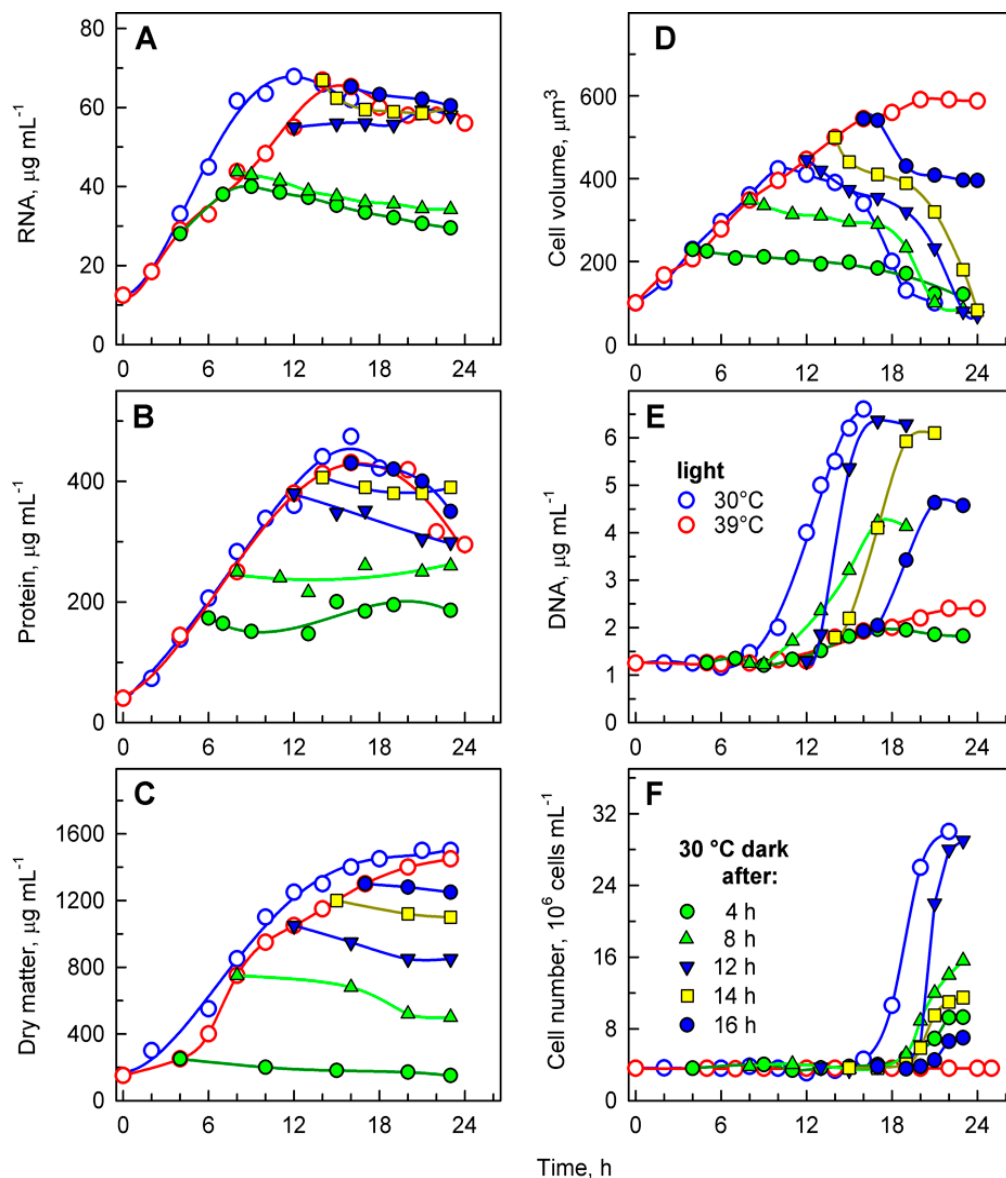 A
RNA, µg mL-1
80
60
40
20
0
0 6 12 18 24
B
Protein, µg mL-1
400
200
0
0 6 12 18 24
C
Dry matter, µg mL-1
1600
1200
800
400
0
0 6 12 18 24
D
Cell volume, µm3
600
400
200
0
0 6 12 18 24
E
DNA, µg mL-1
6
5
4
3
2
1
0
light
30°C
39°C
0 6 12 18 24
F
Cell number, 10⁶ cells mL-1
32
24
16
8
0
30 °C dark
after:
4 h
8 h
12 h
14 h
16 h
0 6 12 18 24
Time, h